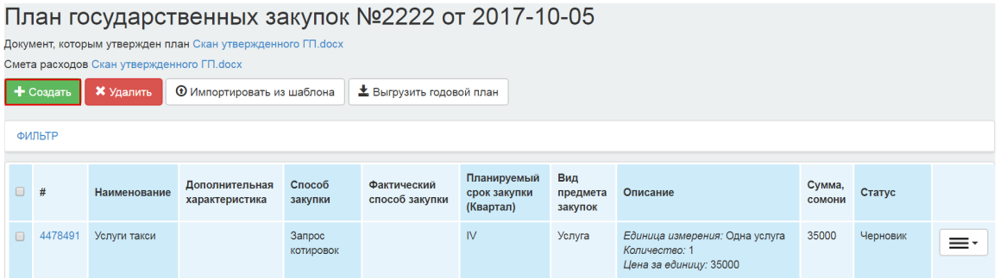 План государственных закупок №2222 от 2017-10-05
Документ, которым утвержден план Скан утвержденного ГП.docx
Смета расходов Скан утвержденного ГП.docx
Создать Удалить Импортировать из шаблона Выгрузить годовой план
ФИЛЬТР
# Наименование Дополнительная характеристика Способ закупки Фактический способ закупки Планируемый срок закупки (Квартал) Вид предмета закупок Описание Сумма, сомони Статус
4478491 Услуги такси Запрос котировок IV Услуга Единица измерения: Одна услуга 35000 Черновик
Количество: 1
Цена за единицу: 35000